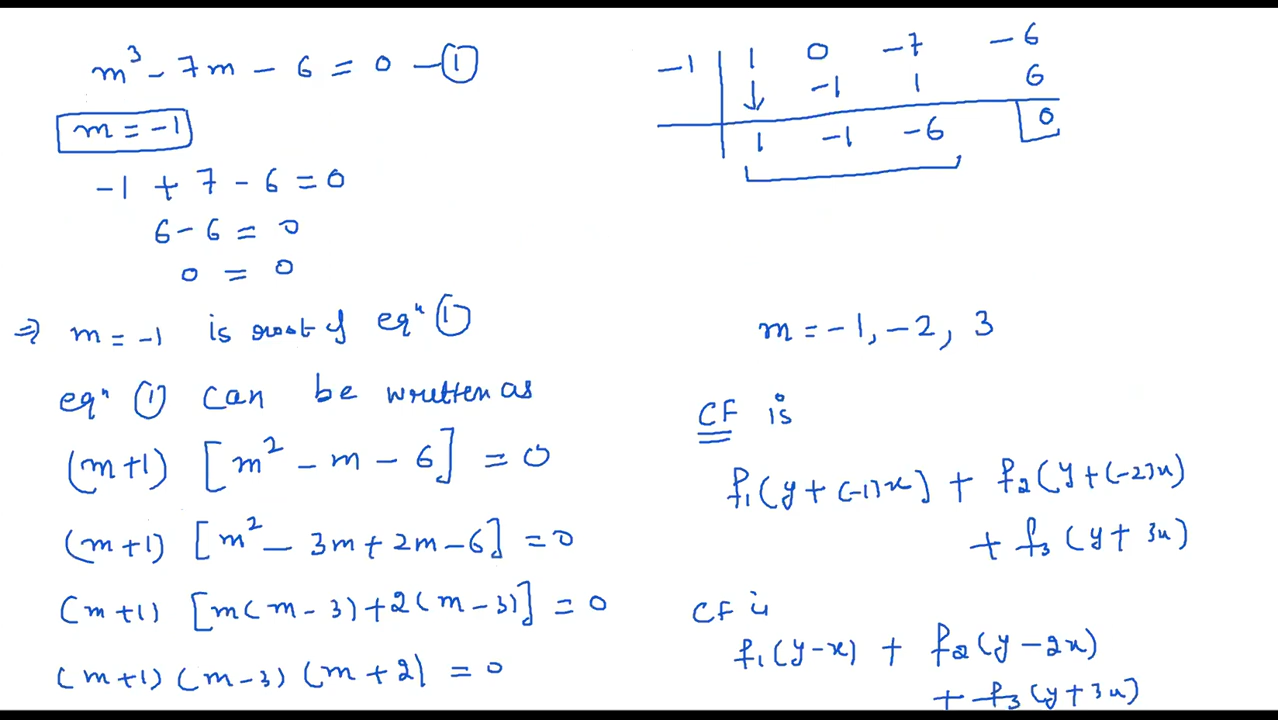 m³ - 7m - 6 = 0 - ①
m = -1
-1 + 7 - 6 = 0
6 - 6 = 0
0 = 0
⇒ m = -1 is root of eqⁿ ①
eqⁿ ① can be written as
(m+1) [m² - m - 6] = 0
(m+1) [m² - 3m + 2m - 6] = 0
(m+1) [m(m-3) + 2(m-3)] = 0
(m+1) (m-3) (m+2) = 0
-1 | 1 0 -7 -6
↓ -1 1 6
1 -1 -6 0
m = -1, -2, 3
CF is
f₁(y + (-1)x) + f₂(y + (-2)x)
+ f₃(y + 3x)
CF is
f₁(y-x) + f₂(y-2x)
+ f₃(y+3x)